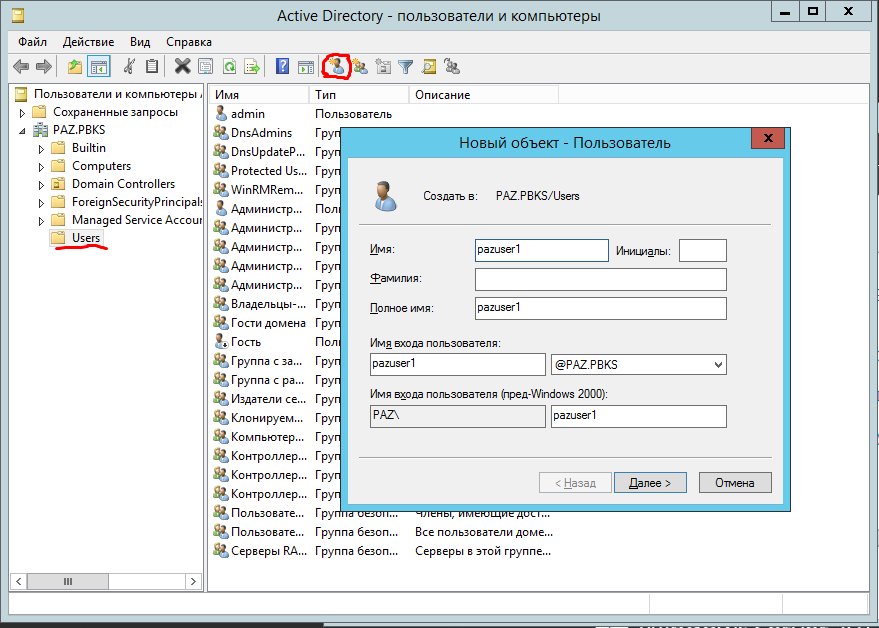 Active Directory - пользователи и компьютеры
Файл Действие Вид Справка
Пользователи и компьютеры
Сохраненные запросы
PAZ.PBKS
Builtin
Computers
Domain Controllers
ForeignSecurityPrincipals
Managed Service Accour
Users
Имя Тип Описание
admin Пользователь
DnsAdmins Груп
DnsUpdateP... Груп
Protected Us... Груп
WinRMRem... Груп
Администр... Поль
Администр... Груп
Администр... Груп
Администр... Груп
Администр... Груп
Владельцы-... Груп
Гости домена Груп
Гость Поль
Группа с за... Груп
Группа с ра... Груп
Издатели се... Груп
Клонируем... Груп
Компьютер... Груп
Контроллер... Груп
Контроллер... Груп
Контроллер... Груп
Пользовате... Группа безоп... Члены, имеющие дост...
Пользовате... Группа безоп... Все пользователи доме...
Серверы RA... Группа безоп... Серверы в этой группе...
Новый объект - Пользователь
Создать в: PAZ.PBKS/Users
Имя: pazuser1 Инициалы:
Фамилия:
Полное имя: pazuser1
Имя входа пользователя:
pazuser1 @PAZ.PBKS
Имя входа пользователя (пред-Windows 2000):
PAZ\ pazuser1
< Назад Далее > Отмена